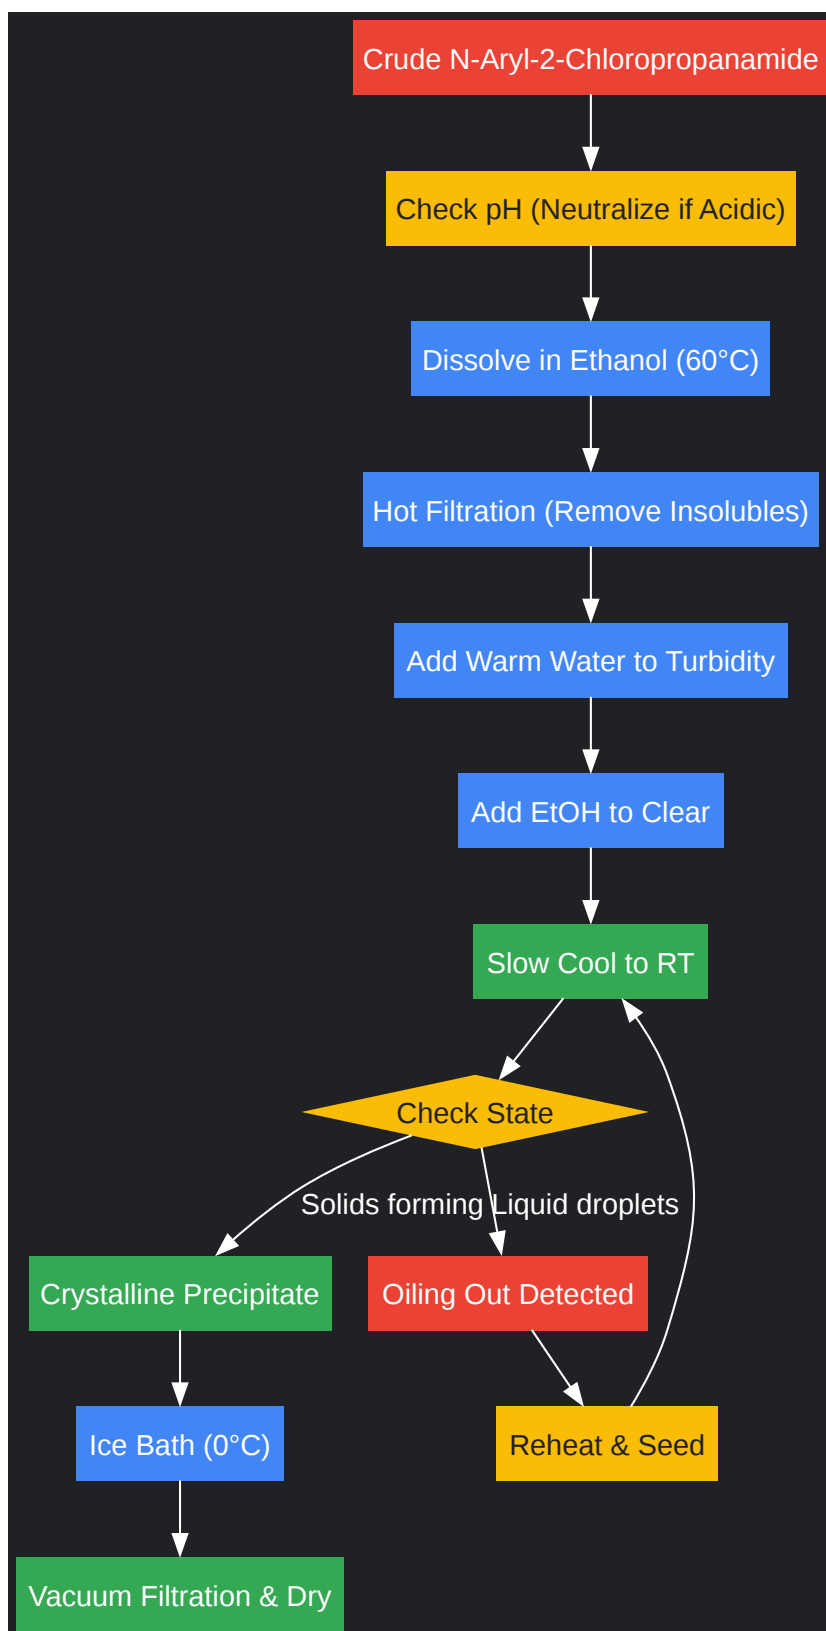 Crude N-Aryl-2-Chloropropanamide
Check pH (Neutralize if Acidic)
Dissolve in Ethanol (60°C)
Hot Filtration (Remove Insolubles)
Add Warm Water to Turbidity
Add EtOH to Clear
Slow Cool to RT
Check State
Solids forming
Liquid droplets
Crystalline Precipitate
Oiling Out Detected
Ice Bath (0°C)
Reheat & Seed
Vacuum Filtration & Dry